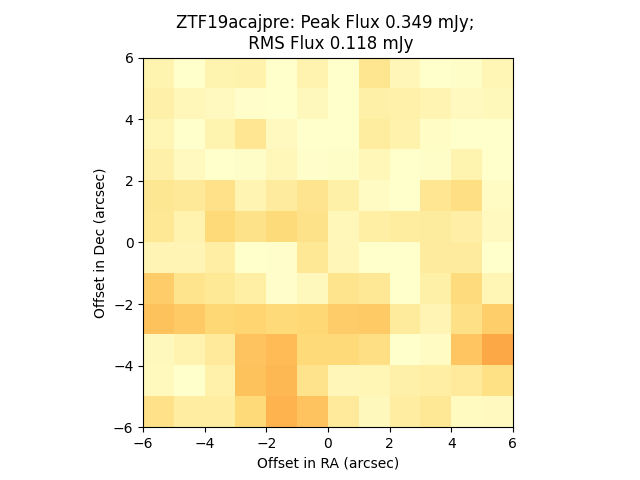 ZTF19acajpre: Peak Flux 0.349 mJy;
RMS Flux 0.118 mJy
6
4
2
0
−2
−4
−6
Offset in Dec (arcsec)
−6 −4 −2 0 2 4 6
Offset in RA (arcsec)